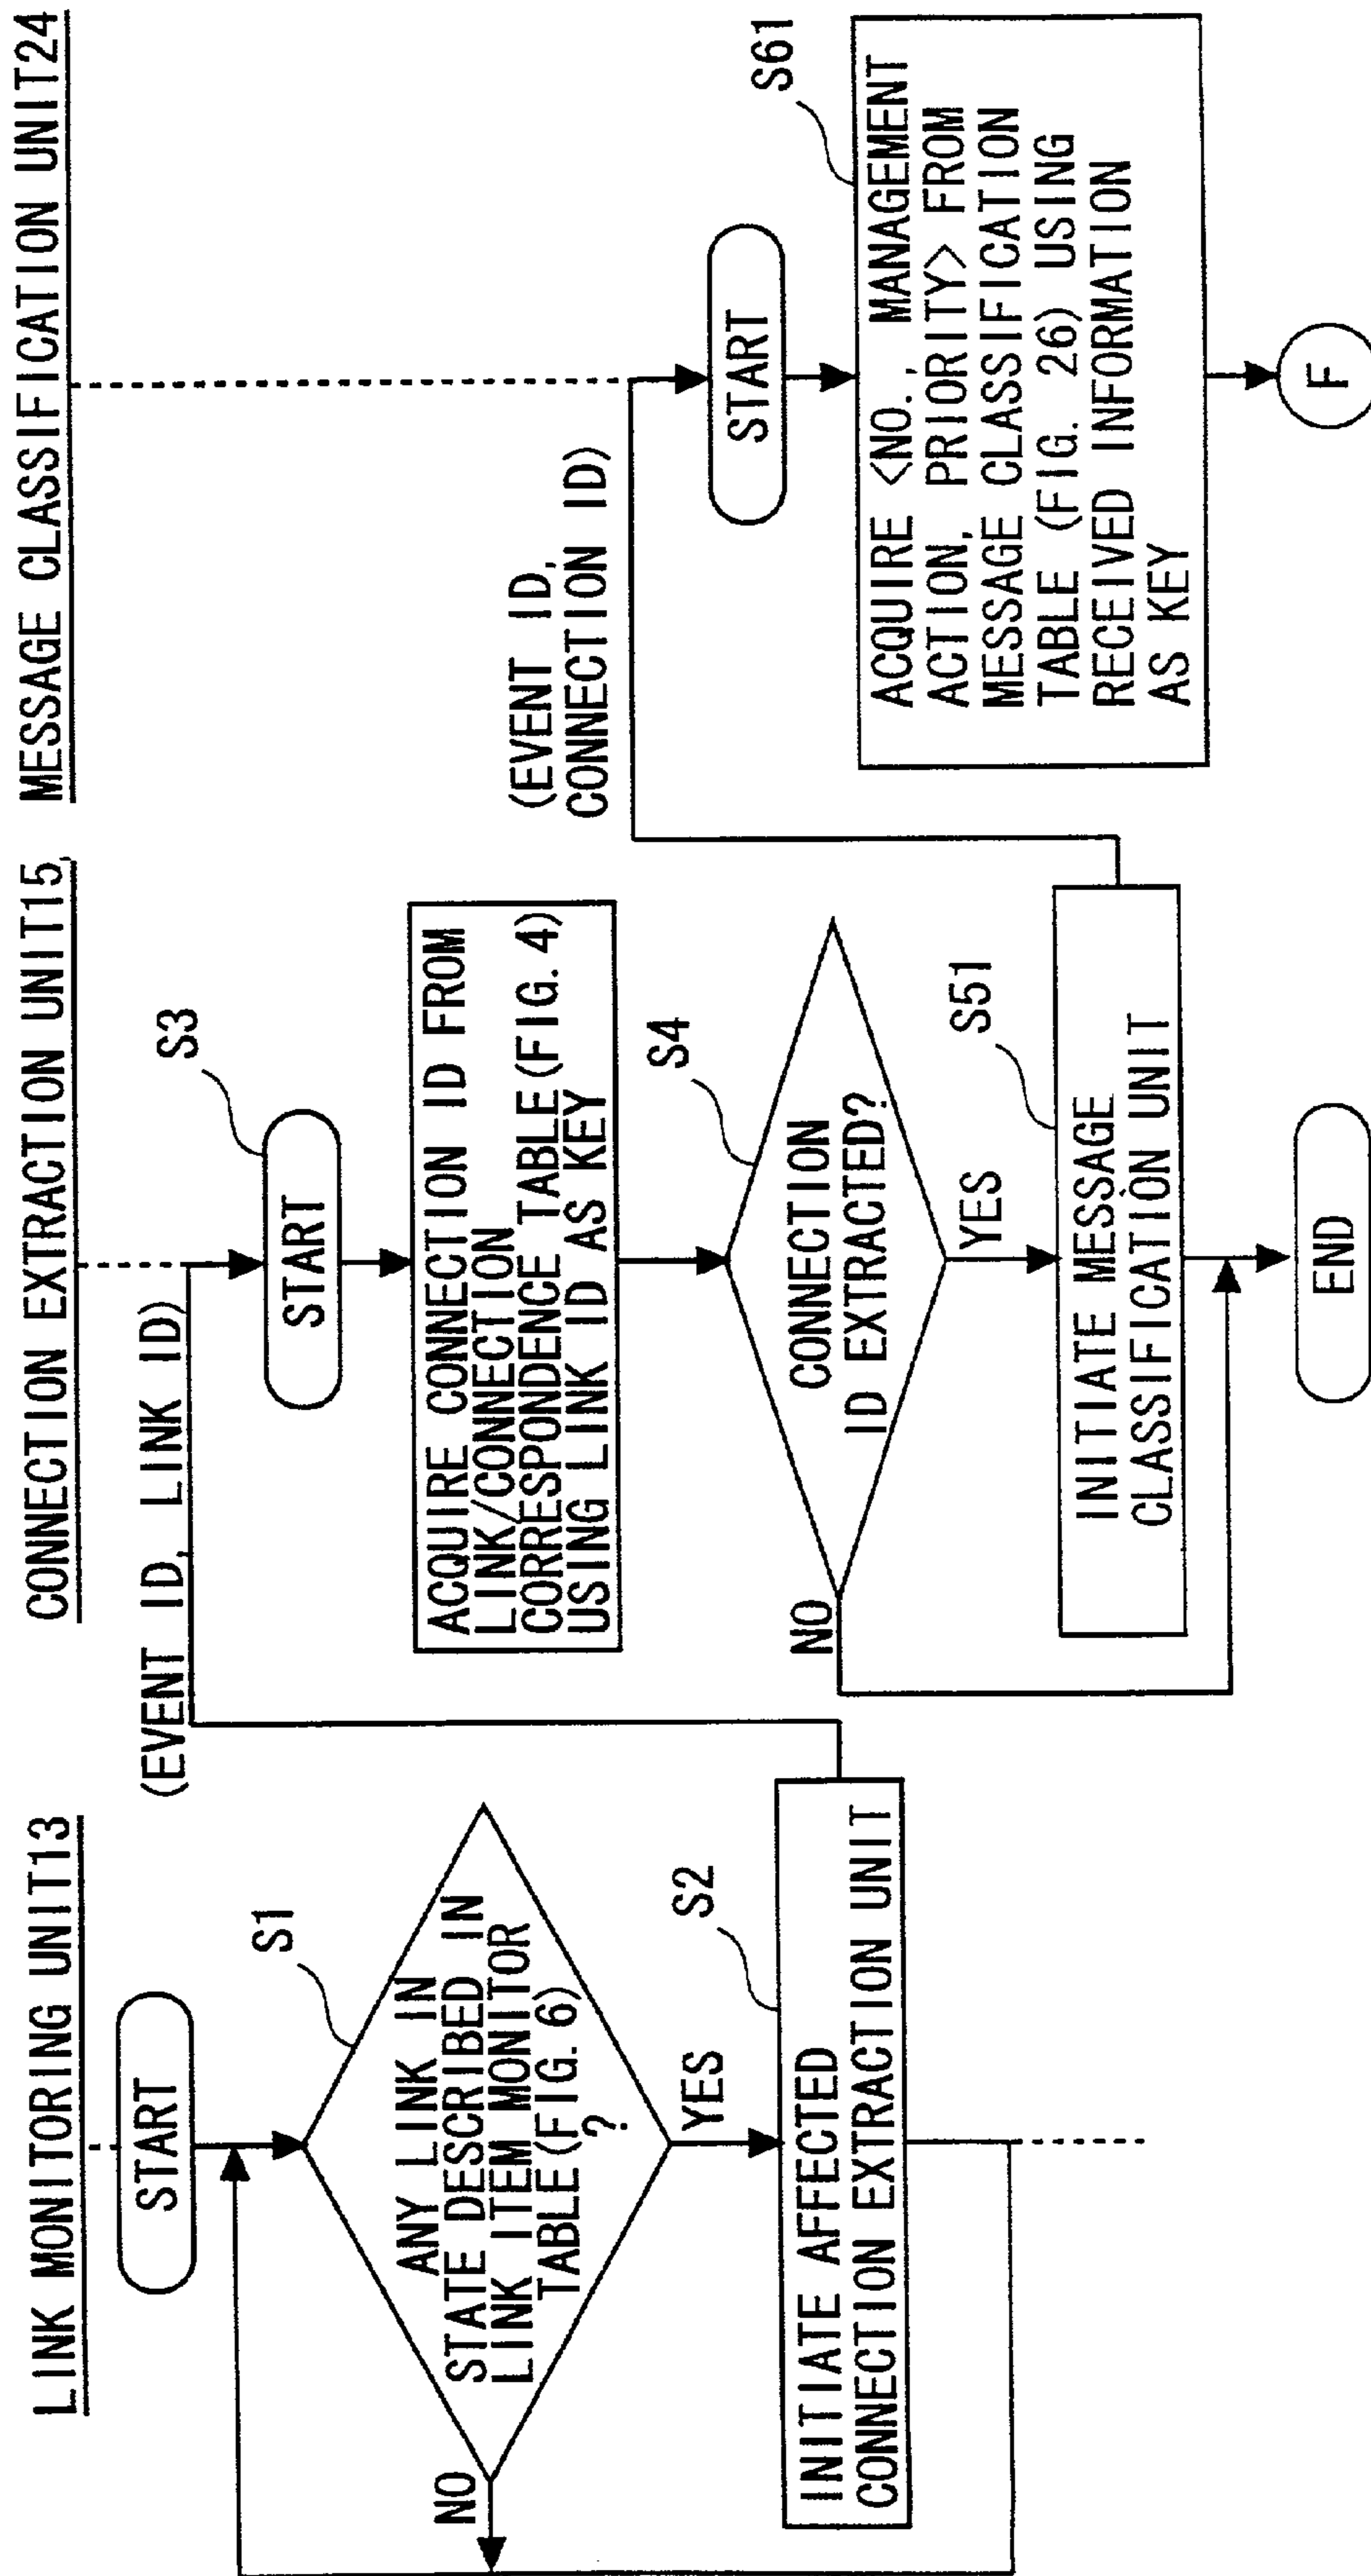 LINK MONITORING UNIT13
START
S1
ANY LINK IN
STATE DESCRIBED IN
LINK ITEM MONITOR
TABLE(FIG. 6)
?
NO
YES
S2
INITIATE AFFECTED
CONNECTION EXTRACTION UNIT
(EVENT ID, LINK ID)
CONNECTION EXTRACTION UNIT15
S3
START
ACQUIRE CONNECTION ID FROM
LINK/CONNECTION
CORRESPONDENCE TABLE(FIG. 4)
USING LINK ID AS KEY
S4
CONNECTION
ID EXTRACTED?
NO
YES
S51
INITIATE MESSAGE
CLASSIFICATION UNIT
END
(EVENT ID,
CONNECTION ID)
MESSAGE CLASSIFICATION UNIT24
START
S61
ACQUIRE <NO., MANAGEMENT
ACTION, PRIORITY> FROM
MESSAGE CLASSIFICATION
TABLE (FIG. 26) USING
RECEIVED INFORMATION
AS KEY
F